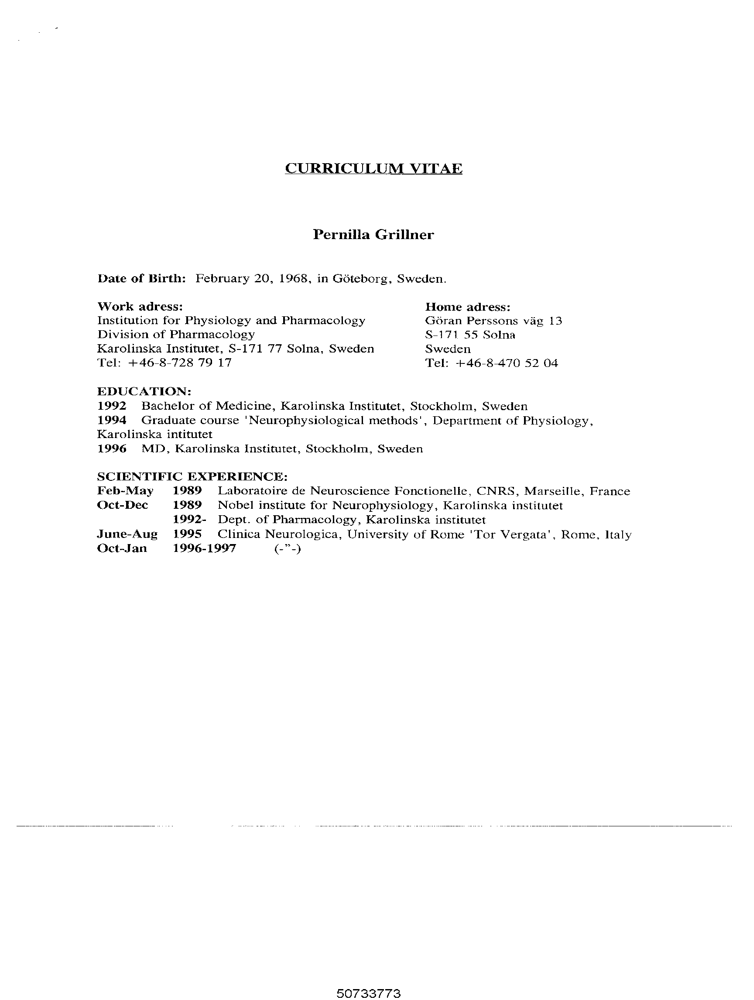 CURRICULUM VITAE
Pernilla Grillner
Date of Birth: February 20, 1968, in Göteborg, Sweden.
Work adress:
Institution for Physiology and Pharmacology
Division of Pharmacology
Karolinska Institutet, S-171 77 Solna, Sweden
Tel: +46-8-728 79 17
Home adress:
Göran Perssons väg 13
S-171 55 Solna
Sweden
Tel: +46-8-470 52 04
EDUCATION:
1992 Bachelor of Medicine, Karolinska Institutet, Stockholm, Sweden
1994 Graduate course 'Neurophysiological methods', Department of Physiology,
Karolinska intitutet
1996 MD, Karolinska Institutet, Stockholm, Sweden
SCIENTIFIC EXPERIENCE:
Feb-May 1989 Laboratoire de Neuroscience Fonctionelle, CNRS, Marseille, France
Oct-Dec 1989 Nobel institute for Neurophysiology, Karolinska institutet
1992- Dept. of Pharmacology, Karolinska institutet
June-Aug 1995 Clinica Neurologica, University of Rome 'Tor Vergata', Rome, Italy
Oct-Jan 1996-1997 (-"-)
50733773